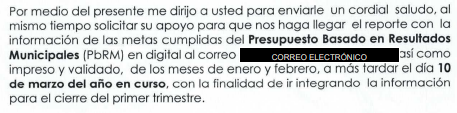 Por medio del presente me dirijo a usted para enviarle un cordial saludo, al
mismo tiempo solicitar su apoyo para que nos haga llegar el reporte con la
información de las metas cumplidas del Presupuesto Basado en Resultados
Municipales (PbRM) en digital al correo CORREO ELECTRÓNICO así como
impreso y validado, de los meses de enero y febrero, a más tardar el día 10
de marzo del año en curso, con la finalidad de ir integrando la información
para el cierre del primer trimestre.